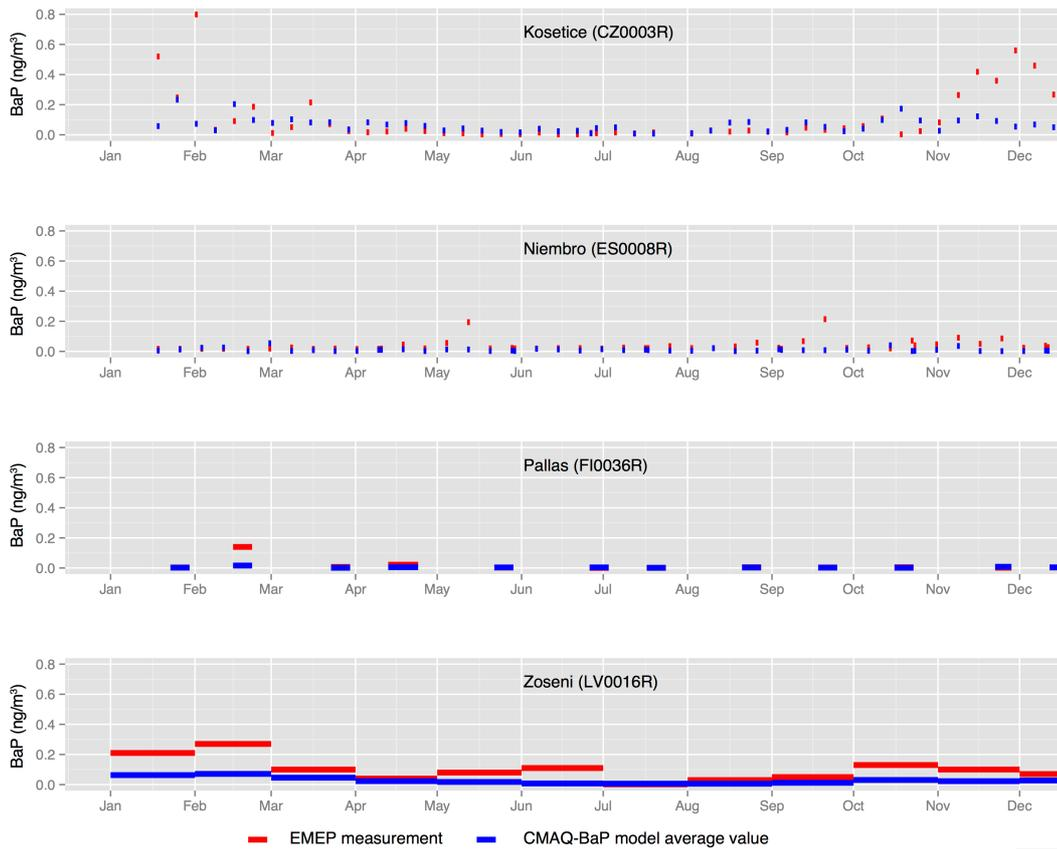 Kosetice (CZ0003R)
BaP (ng/m³)
0.8
0.6
0.4
0.2
0.0
Jan Feb Mar Apr May Jun Jul Aug Sep Oct Nov Dec
Niembro (ES0008R)
BaP (ng/m³)
0.8
0.6
0.4
0.2
0.0
Jan Feb Mar Apr May Jun Jul Aug Sep Oct Nov Dec
Pallas (FI0036R)
BaP (ng/m³)
0.8
0.6
0.4
0.2
0.0
Jan Feb Mar Apr May Jun Jul Aug Sep Oct Nov Dec
Zoseni (LV0016R)
BaP (ng/m³)
0.8
0.6
0.4
0.2
0.0
Jan Feb Mar Apr May Jun Jul Aug Sep Oct Nov Dec
EMEP measurement CMAQ-BaP model average value